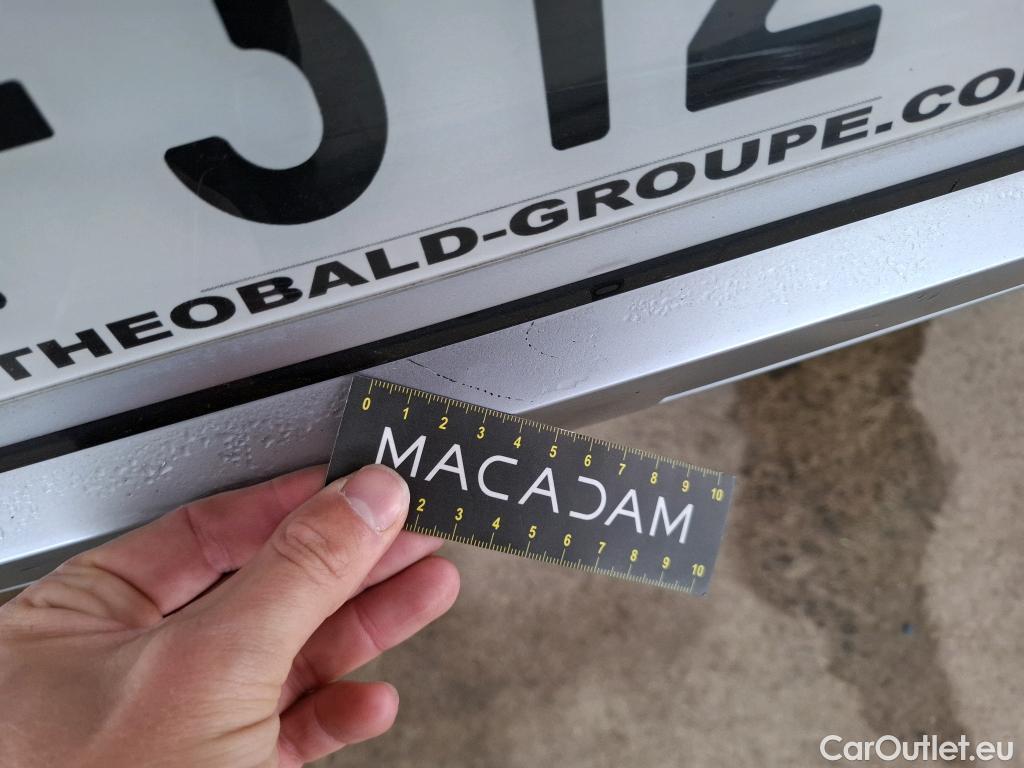 312
THEOBALD-GROUPE.CO
0 1 2 3 4 5 6 7 8 9 10
MACADAM
2 3 4 5 6 7 8 9 10
CarOutlet.eu